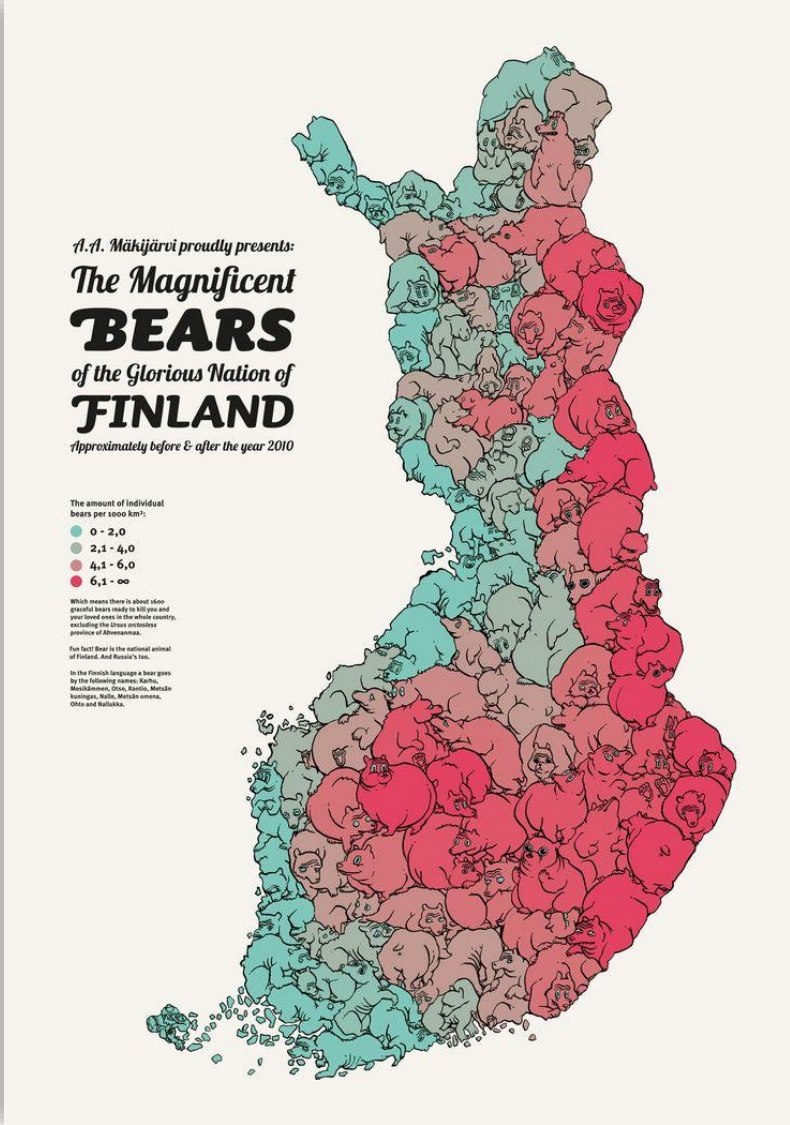 A.A. Mäkijärvi proudly presents:
The Magnificent
BEARS
of the Glorious Nation of
FINLAND
Approximately before & after the year 2010
The amount of individual
bears per 1000 km²:
0 - 2,0
2,1 - 4,0
4,1 - 6,0
6,1 - ∞
Which means there is about 1600
graceful bears ready to kill you and
your loved ones in the whole country,
excluding the Ursus arctosless
province of Ahvenanmaa.
Fun fact! Bear is the national animal
of Finland. And Russia's too.
In the Finnish language a bear goes
by the following names: Karhu,
Mesikämmen, Otso, Kontio, Metsän
kuningas, Nalle, Metsän omena,
Ohto and Nallukka.